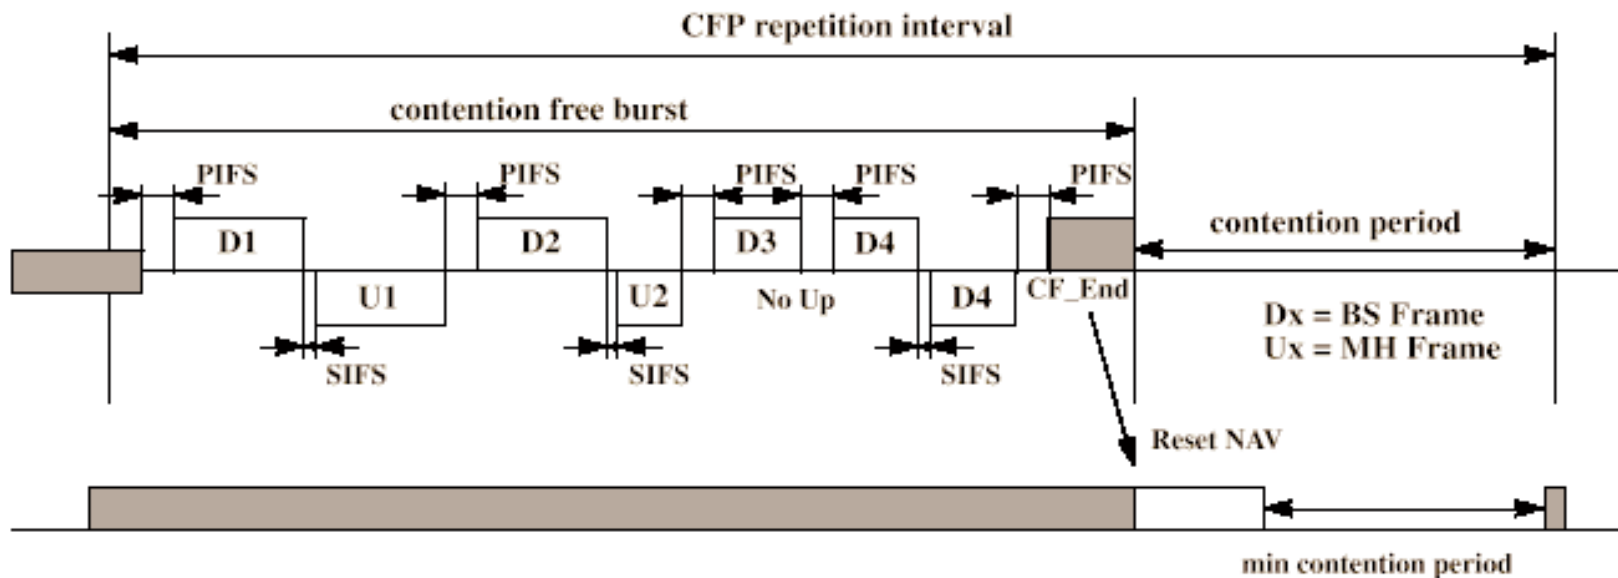 CFP repetition interval
contention free burst
PIFS
PIFS
PIFS
PIFS
PIFS
contention period
D1
D2
D3
D4
U1
U2
No Up
D4
CF_End
Dx = BS Frame
Ux = MH Frame
SIFS
SIFS
SIFS
Reset NAV
min contention period